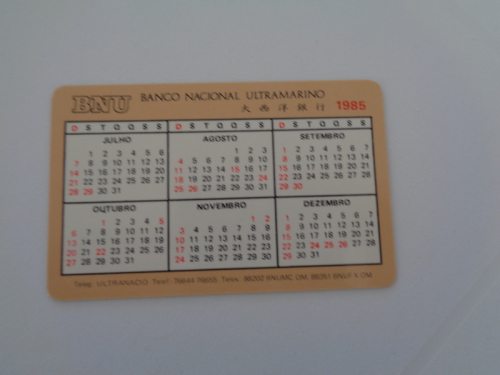 BNU BANCO NACIONAL ULTRAMARINO
大西洋銀行 1985
D S T Q Q S S D S T Q Q S S D S T Q Q S S
JULHO AGOSTO SETEMBRO
1 2 3 4 5 6 1 2 3 1 2 3 4 5 6 7
7 8 9 10 11 12 13 4 5 6 7 8 9 10 8 9 10 11 12 13 14
14 15 16 17 18 19 20 11 12 13 14 15 16 17 15 16 17 18 19 20 21
21 22 23 24 25 26 27 18 19 20 21 22 23 24 22 23 24 25 26 27 28
28 29 30 31 25 26 27 28 29 30 31 29 30
OUTUBRO NOVEMBRO DEZEMBRO
1 2 3 4 5 1 2 1 2 3 4 5 6 7
6 7 8 9 10 11 12 3 4 5 6 7 8 9 8 9 10 11 12 13 14
13 14 15 16 17 18 19 10 11 12 13 14 15 16 15 16 17 18 19 20 21
20 21 22 23 24 25 26 17 18 19 20 21 22 23 22 23 24 25 26 27 28
27 28 29 30 31 24 25 26 27 28 29 30 29 30 31
ULTRANACIO OM OM